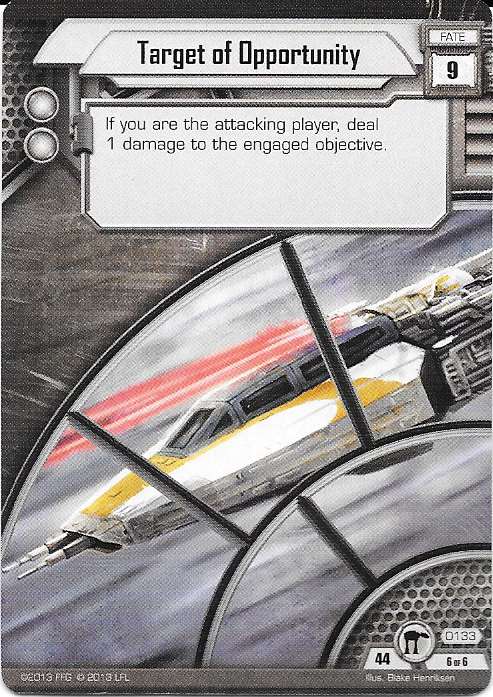 Target of Opportunity
FATE
9
If you are the attacking player, deal
1 damage to the engaged objective.
0133
44
6 OF 6
©2013 FFG © 2013 LFL
Illus. Blake Henriksen